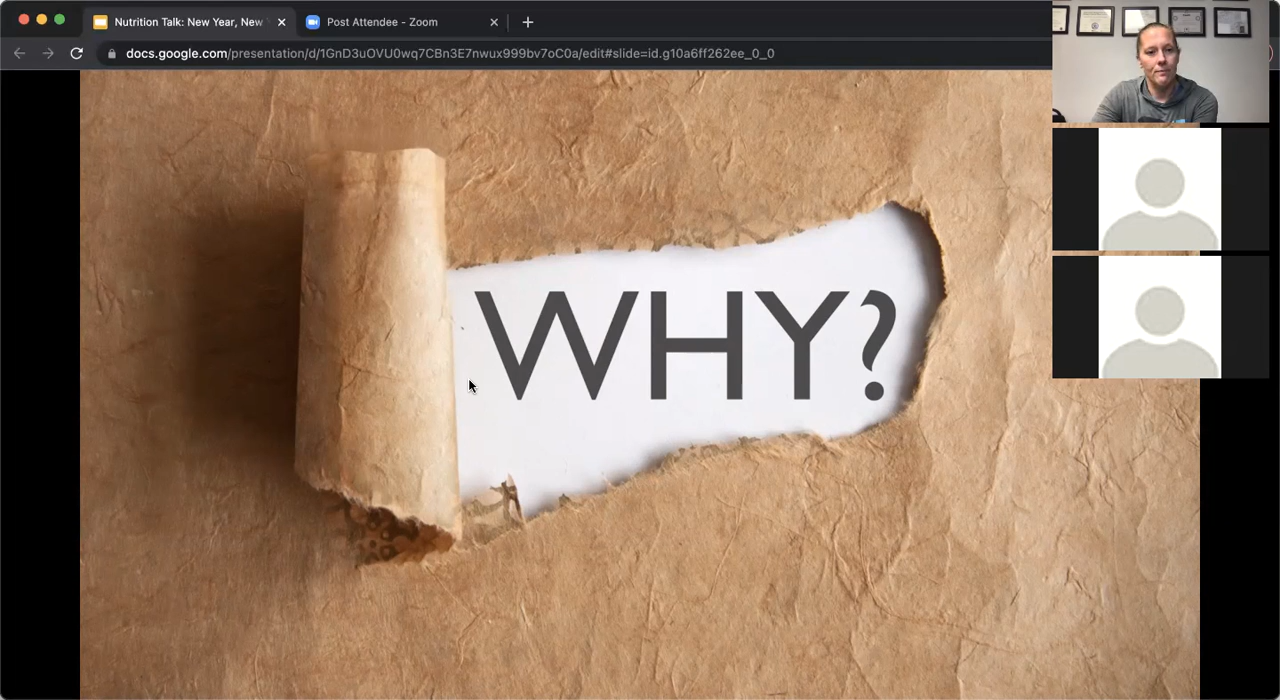 Nutrition Talk: New Year, New
Post Attendee - Zoom
docs.google.com/presentation/d/1GnD3uOVU0wq7CBn3E7nwux999bv7oC0a/edit#slide=id.g10a6ff262ee_0_0
WHY?